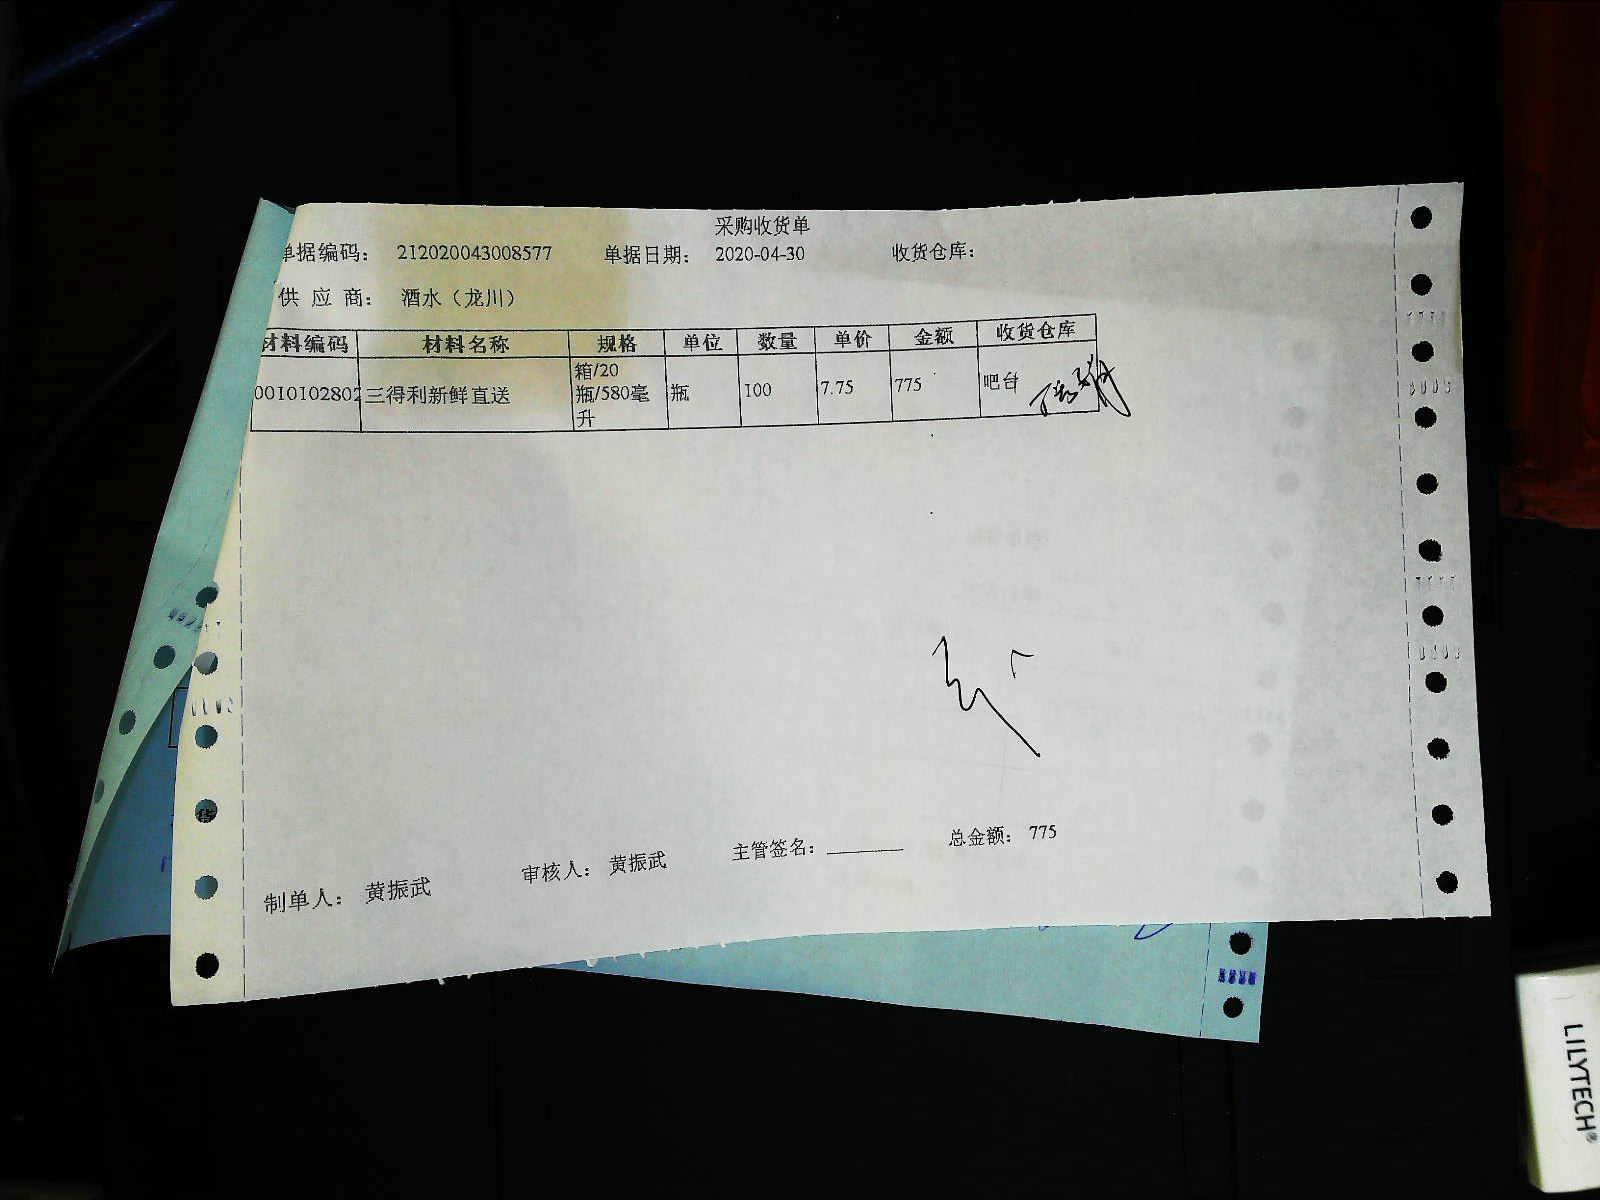 采购收货单
单据编码： 212020043008577 单据日期： 2020-04-30 收货仓库：
供 应 商： 酒水（龙川）
材料编码 材料名称 规格 单位 数量 单价 金额 收货仓库
0010102802 三得利新鲜直送 箱/20瓶/580毫升 瓶 100 7.75 775 吧台
制单人： 黄振武 审核人： 黄振武 主管签名： 总金额： 775
LILYTECH®